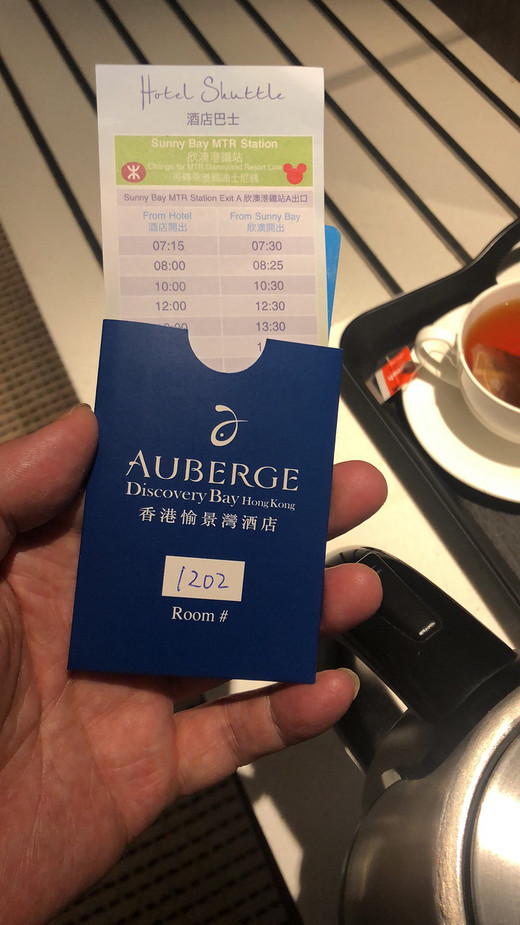 Hotel Shuttle
酒店巴士
Sunny Bay MTR Station
欣澳港鐵站
Change for MTR Disneyland Resort Line
可轉乘港鐵迪士尼綫
Sunny Bay MTR Station Exit A 欣澳港鐵站A出口
From Hotel From Sunny Bay
酒店開出 欣澳開出
07:15 07:30
08:00 08:25
10:00 10:30
12:00 12:30
13:30
AUBERGE
Discovery Bay Hong Kong
香港愉景灣酒店
1202
Room #